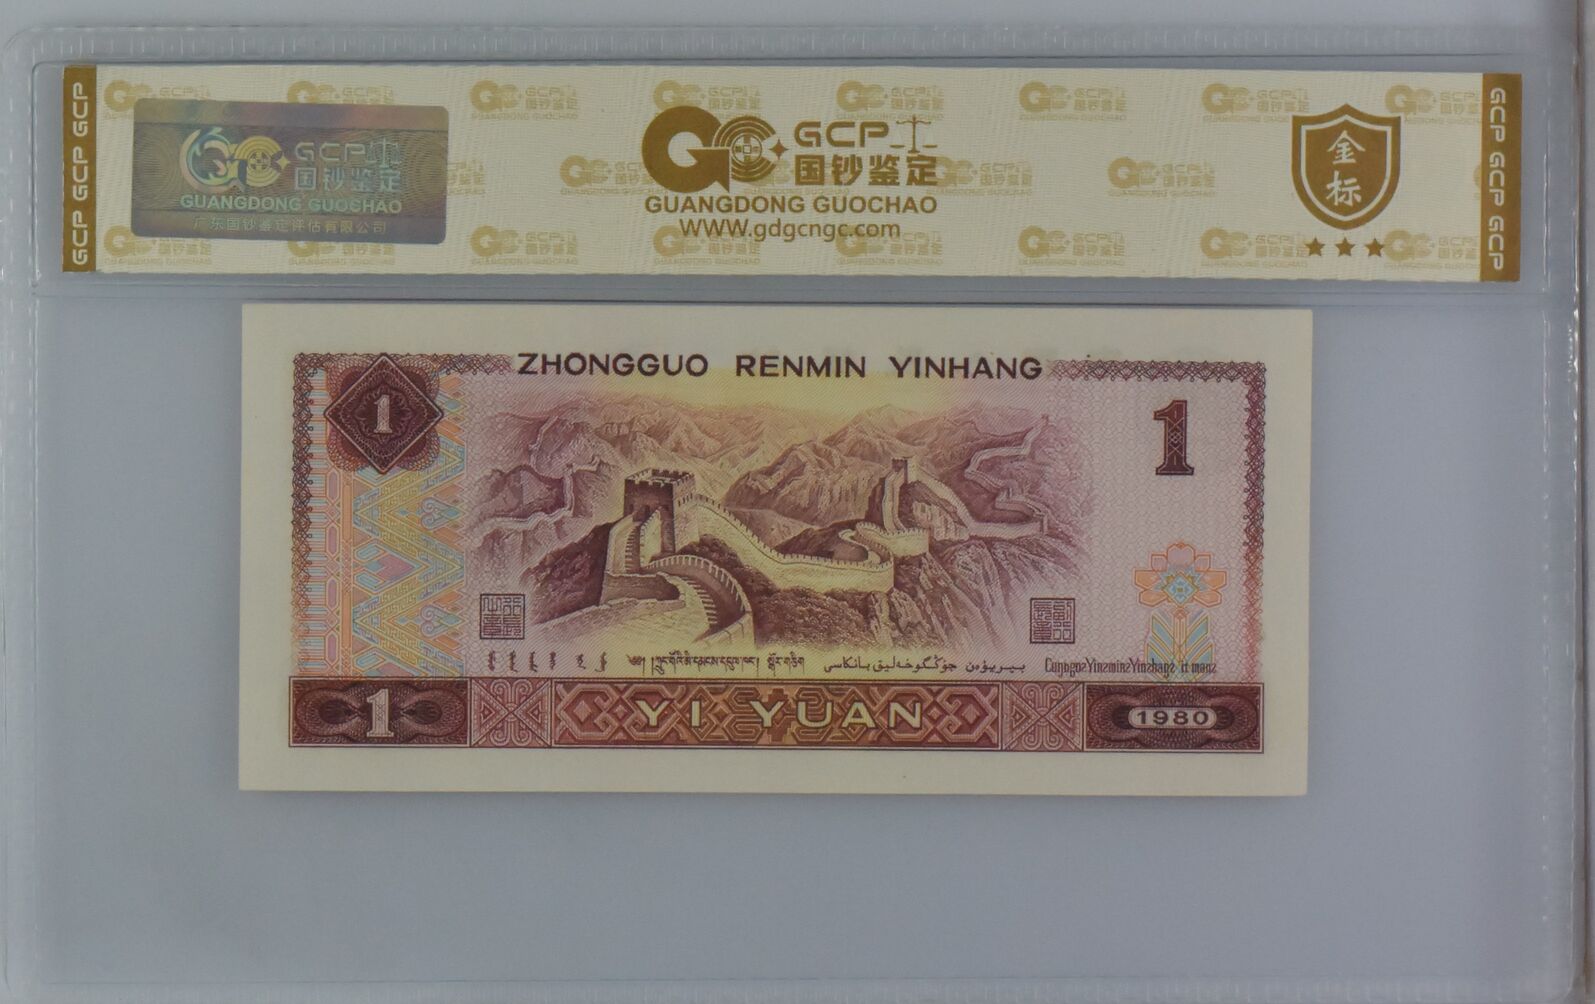 GCP GCP GCP
GCP
国钞鉴定
GUANGDONG GUOCHAO
广东国钞鉴定评估有限公司
GCP
国钞鉴定
GUANGDONG GUOCHAO
WWW.gdgcngc.com
金标
GCP GCP GCP
ZHONGGUO RENMIN YINHANG
1
1
YI YUAN
1
1980